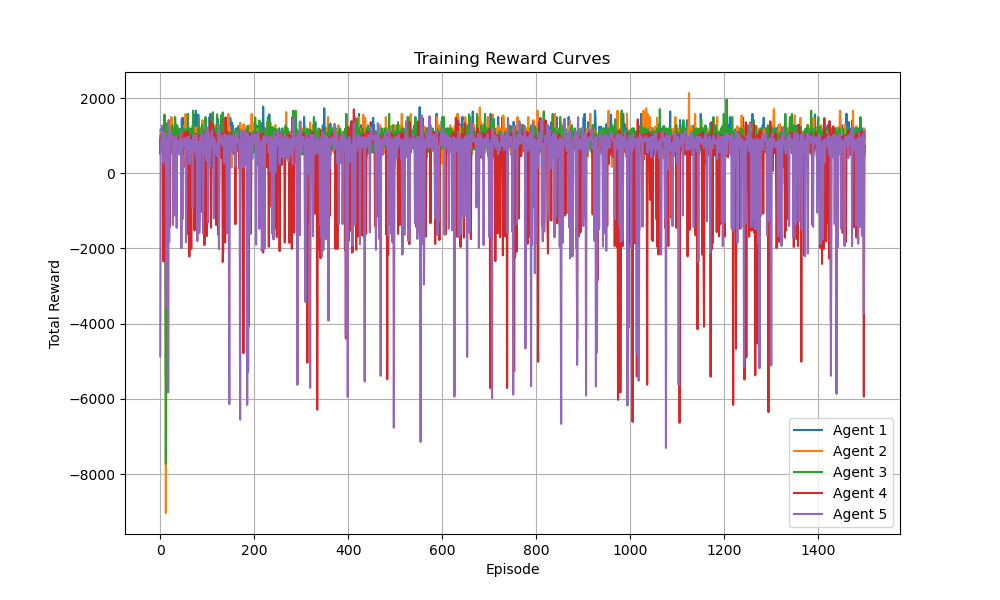 Training Reward Curves
Total Reward
2000
0
−2000
−4000
−6000
−8000
0 200 400 600 800 1000 1200 1400
Episode
Agent 1
Agent 2
Agent 3
Agent 4
Agent 5